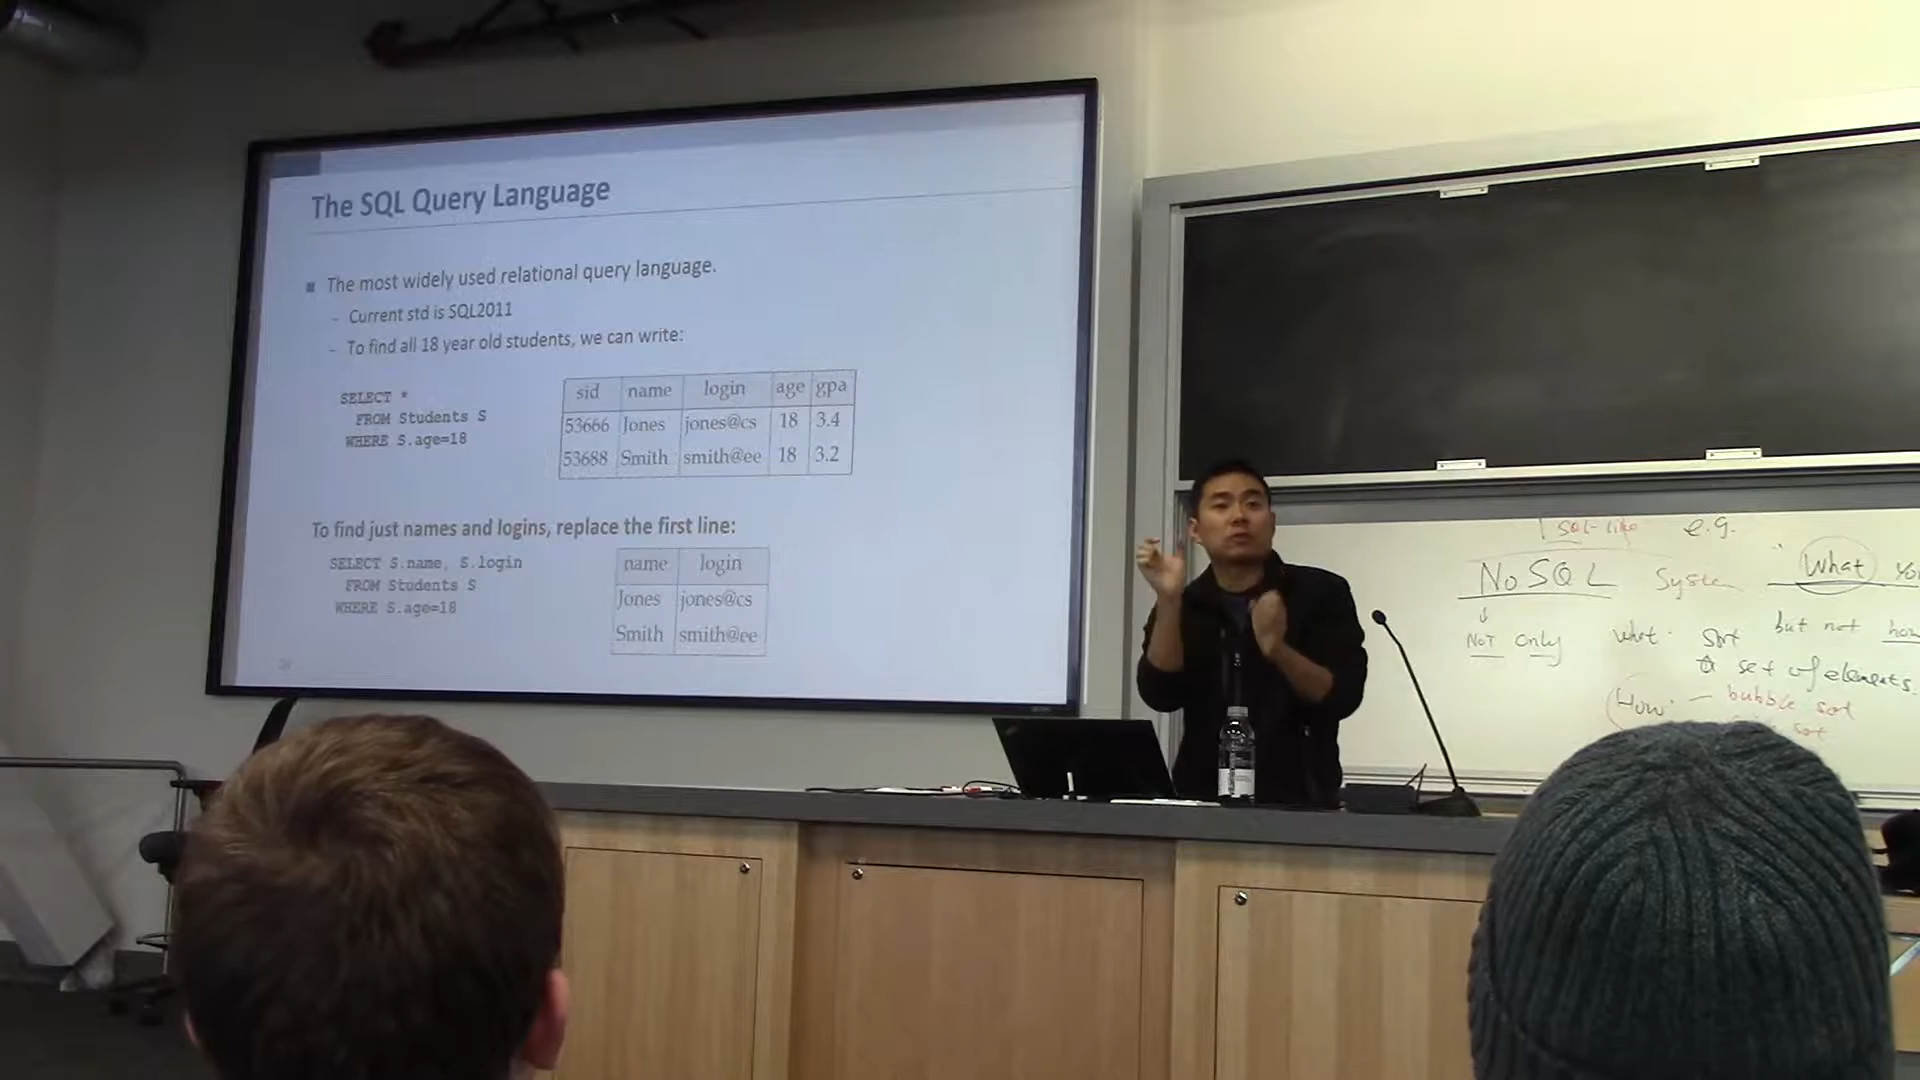 The SQL Query Language
The most widely used relational query language.
- Current std is SQL2011
- To find all 18 year old students, we can write:
SELECT *
FROM Students S
WHERE S.age=18
sid name login age gpa
53666 Jones jones@cs 18 3.4
53688 Smith smith@ee 18 3.2
To find just names and logins, replace the first line:
SELECT S.name, S.login
FROM Students S
WHERE S.age=18
name login
Jones jones@cs
Smith smith@ee
SQL-like e.g.
NoSQL What
NOT Only what: but not how
set of elements.
How: - bubble